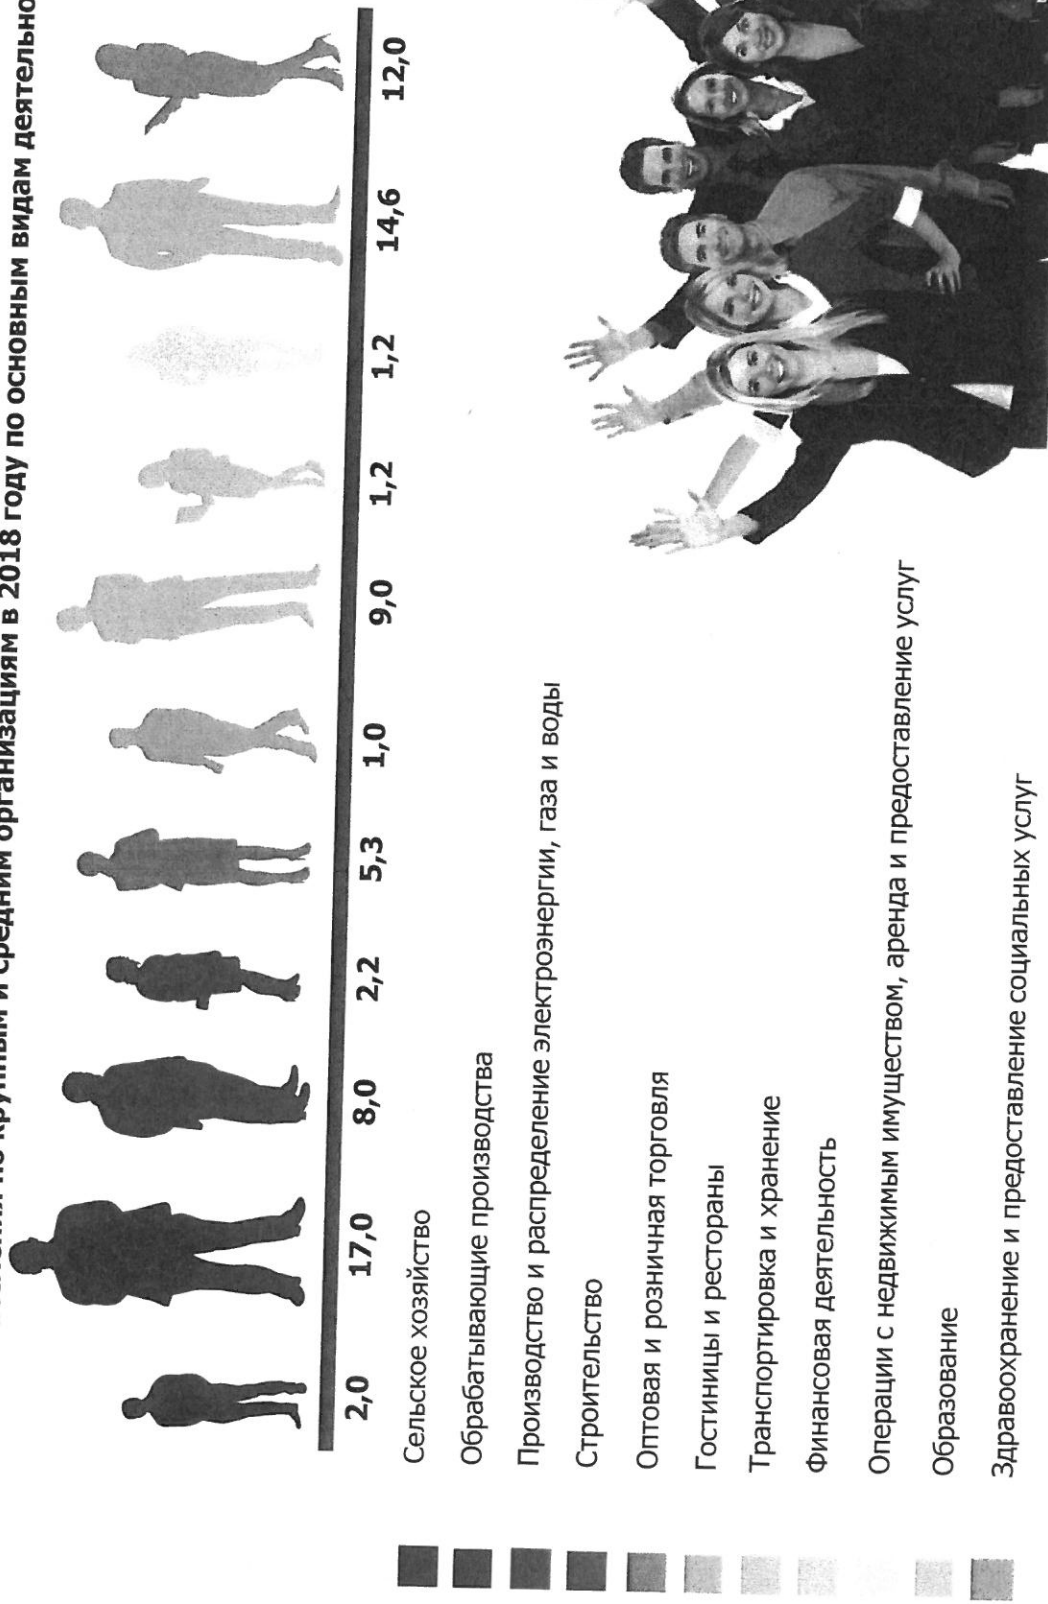 крупным и средним организациям в 2018 году по основным видам
2,0 17,0 8,0 2,2 5,3 1,0 9,0 1,2 1,2 14,6 12,0
Сельское хозяйство
Обрабатывающие производства
Производство и распределение электроэнергии, газа и воды
Строительство
Оптовая и розничная торговля
Гостиницы и рестораны
Транспортировка и хранение
Финансовая деятельность
Операции с недвижимым имуществом, аренда и предоставление услуг
Образование
Здравоохранение и предоставление социальных услуг